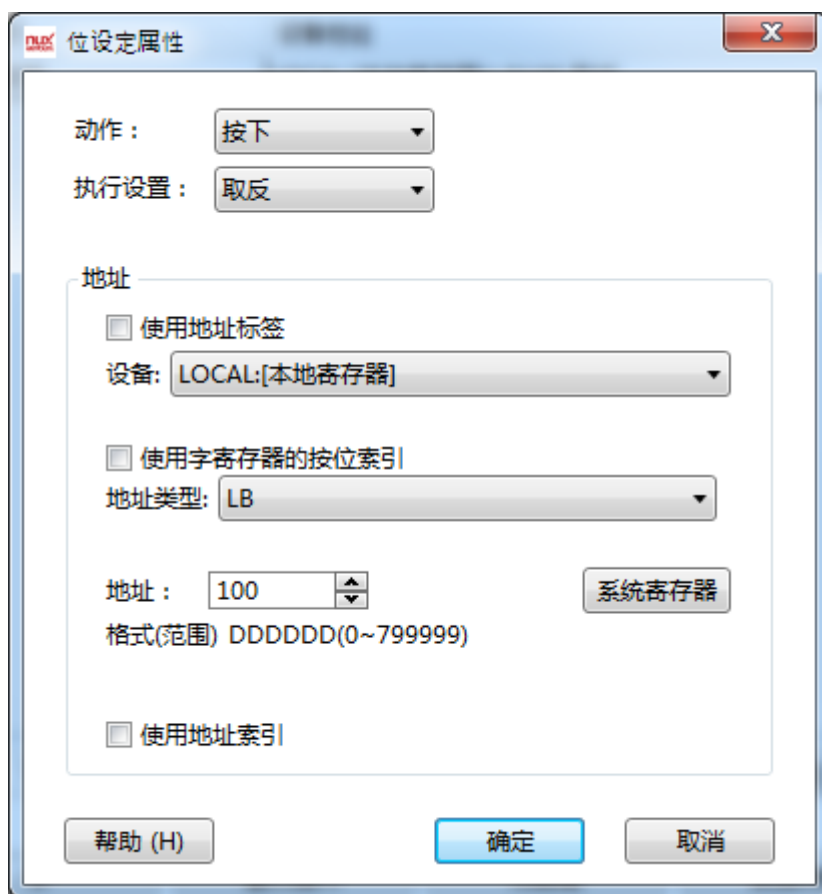 位设定属性
动作： 按下
执行设置： 取反
地址
使用地址标签
设备: LOCAL:[本地寄存器]
使用字寄存器的按位索引
地址类型: LB
地址： 100 系统寄存器
格式(范围) DDDDDD(0~799999)
使用地址索引
帮助 (H) 确定 取消